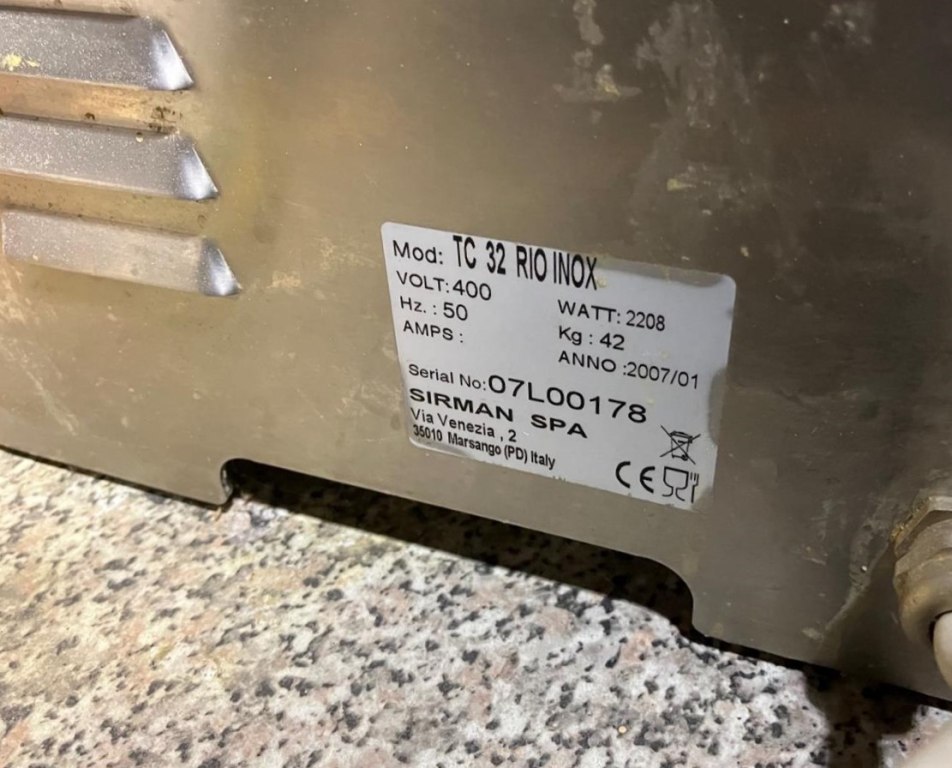 Mod: TC 32 RIO INOX
VOLT: 400
WATT: 2208
Hz. : 50
Kg : 42
AMPS :
ANNO :2007/01
Serial No:07L00178
SIRMAN SPA
Via Venezia , 2
35010 Marsango (PD) Italy
CE